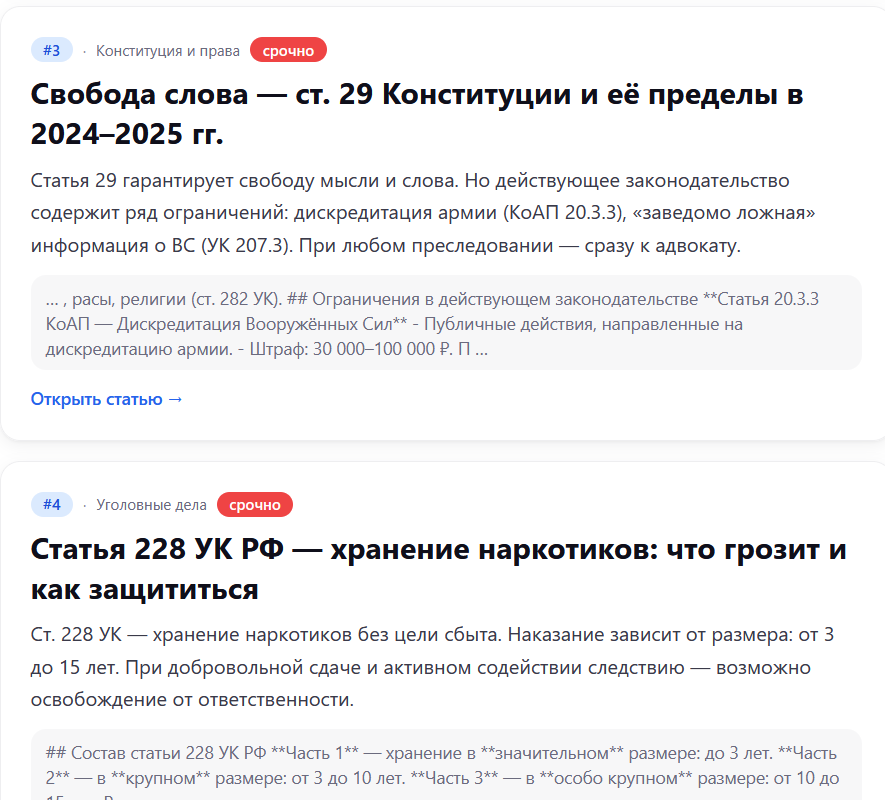 #3 · Конституция и права срочно
Свобода слова — ст. 29 Конституции и её пределы в
2024–2025 гг.
Статья 29 гарантирует свободу мысли и слова. Но действующее законодательство
содержит ряд ограничений: дискредитация армии (КоАП 20.3.3), «заведомо ложная»
информация о ВС (УК 207.3). При любом преследовании — сразу к адвокату.
... , расы, религии (ст. 282 УК). ## Ограничения в действующем законодательстве **Статья 20.3.3
КоАП — Дискредитация Вооружённых Сил** - Публичные действия, направленные на
дискредитацию армии. - Штраф: 30 000–100 000 ₽. П ...
Открыть статью →
#4 · Уголовные дела срочно
Статья 228 УК РФ — хранение наркотиков: что грозит и
как защититься
Ст. 228 УК — хранение наркотиков без цели сбыта. Наказание зависит от размера: от 3
до 15 лет. При добровольной сдаче и активном содействии следствию — возможно
освобождение от ответственности.
## Состав статьи 228 УК РФ **Часть 1** — хранение в **значительном** размере: до 3 лет. **Часть
2** — в **крупном** размере: от 3 до 10 лет. **Часть 3** — в **особо крупном** размере: от 10 до